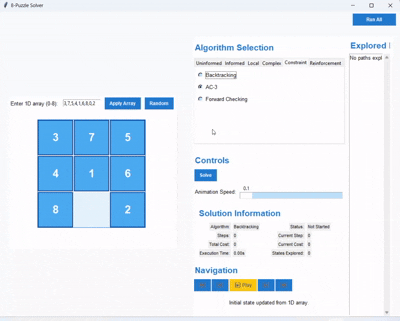 8-Puzzle Solver
Run All
Algorithm Selection
Explored
No paths expl
Uninformed Informed Local Complex Constraint Reinforcement
Backtracking
AC-3
Forward Checking
Enter 1D array (0-8): 3,7,5,4,1,6,8,0,2 Apply Array Random
3 7 5
4 1 6
8 2
Controls
Solve
Animation Speed: 0.1
Solution Information
Algorithm: Backtracking Status: Not Started
Steps: 0 Current Step: 0
Total Cost: 0 Current Cost: 0
Execution Time: 0.00s States Explored: 0
Navigation
Play
Initial state updated from 1D array